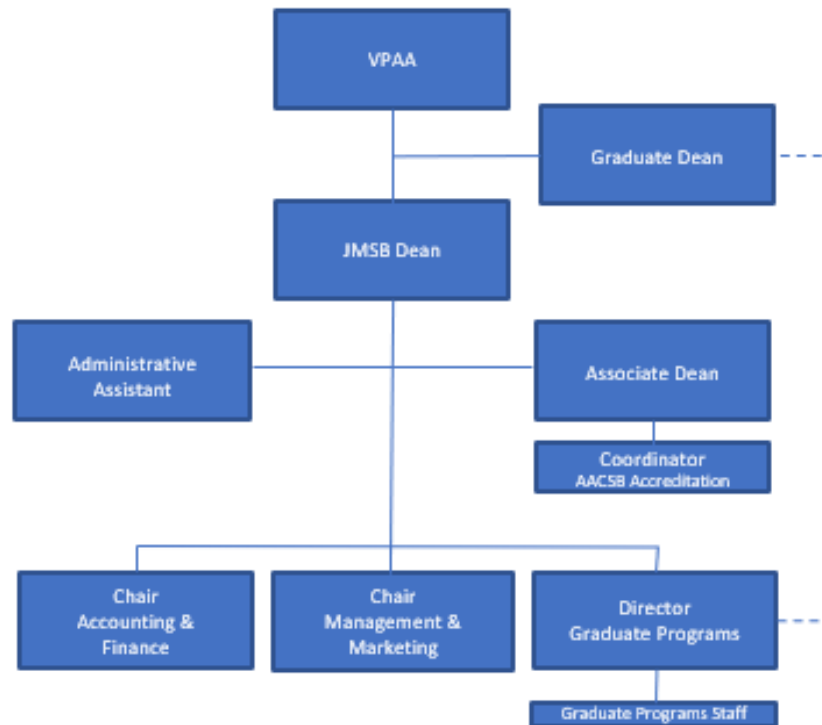 VPAA
Graduate Dean
JMSB Dean
Administrative
Assistant
Associate Dean
Coordinator
AACSB Accreditation
Chair
Accounting &
Finance
Chair
Management &
Marketing
Director
Graduate Programs
Graduate Programs Staff